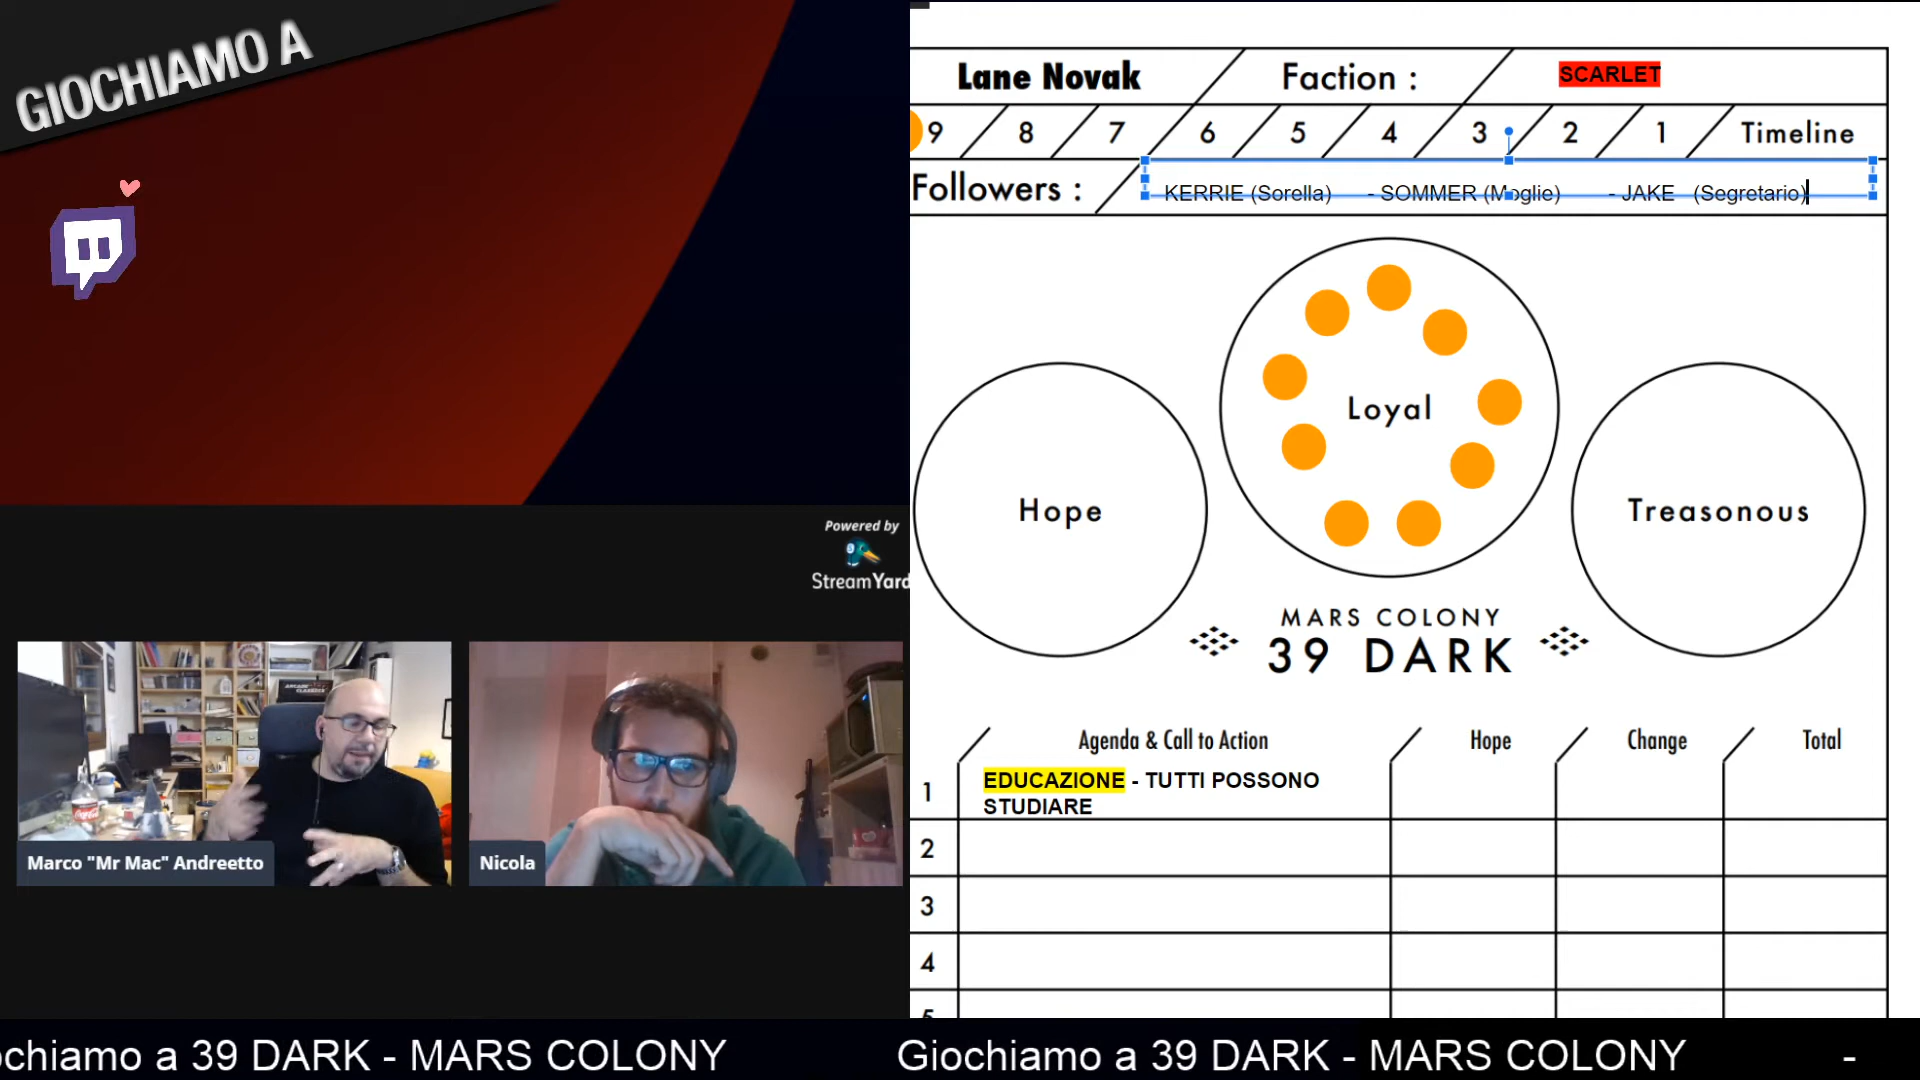 GIOCHIAMO A
Powered by
StreamYard
Marco "Mr Mac" Andreetto
Nicola
Lane Novak
Faction :
SCARLET
9 8 7 6 5 4 3 2 1 Timeline
Followers :
KERRIE (Sorella) - SOMMER (Moglie) - JAKE (Segretario)
Loyal
Hope
Treasonous
MARS COLONY
39 DARK
Agenda & Call to Action Hope Change Total
1 EDUCAZIONE - TUTTI POSSONO
STUDIARE
2
3
4
5
ochiamo a 39 DARK - MARS COLONY Giochiamo a 39 DARK - MARS COLONY -